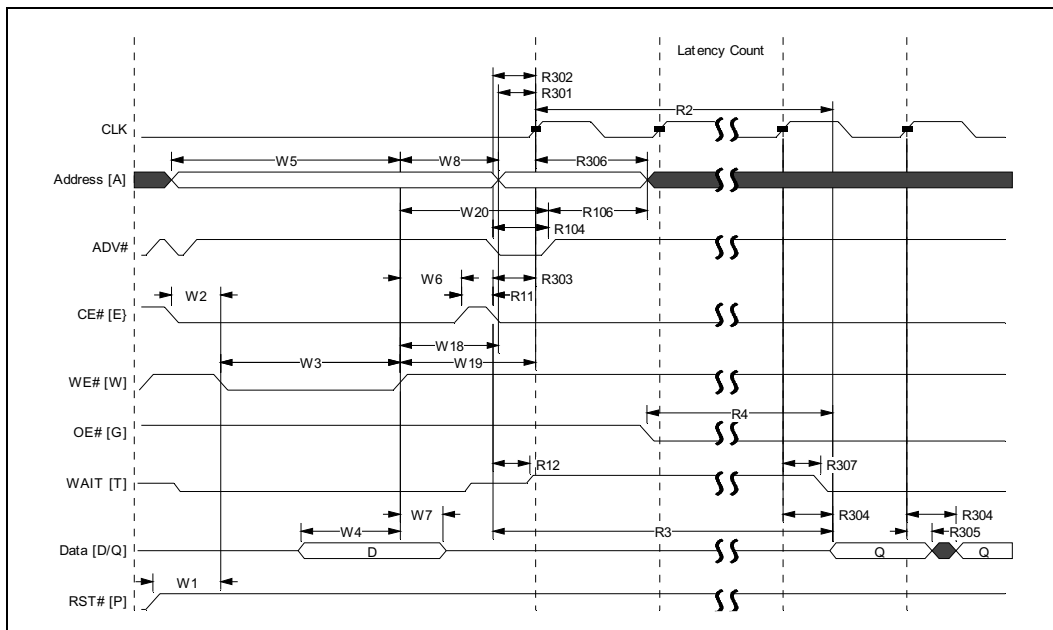 Latency Count
R302
R301
R2
CLK
W5
W8
R306
Address [A]
W20
R106
R104
ADV#
W6
R303
W2
R11
CE# [E}
W18
W3
W19
WE# [W]
R4
OE# [G]
R12
R307
WAIT [T]
W7
R304
R304
W4
R3
R305
Data [D/Q]
D
Q
Q
W1
RST# [P]